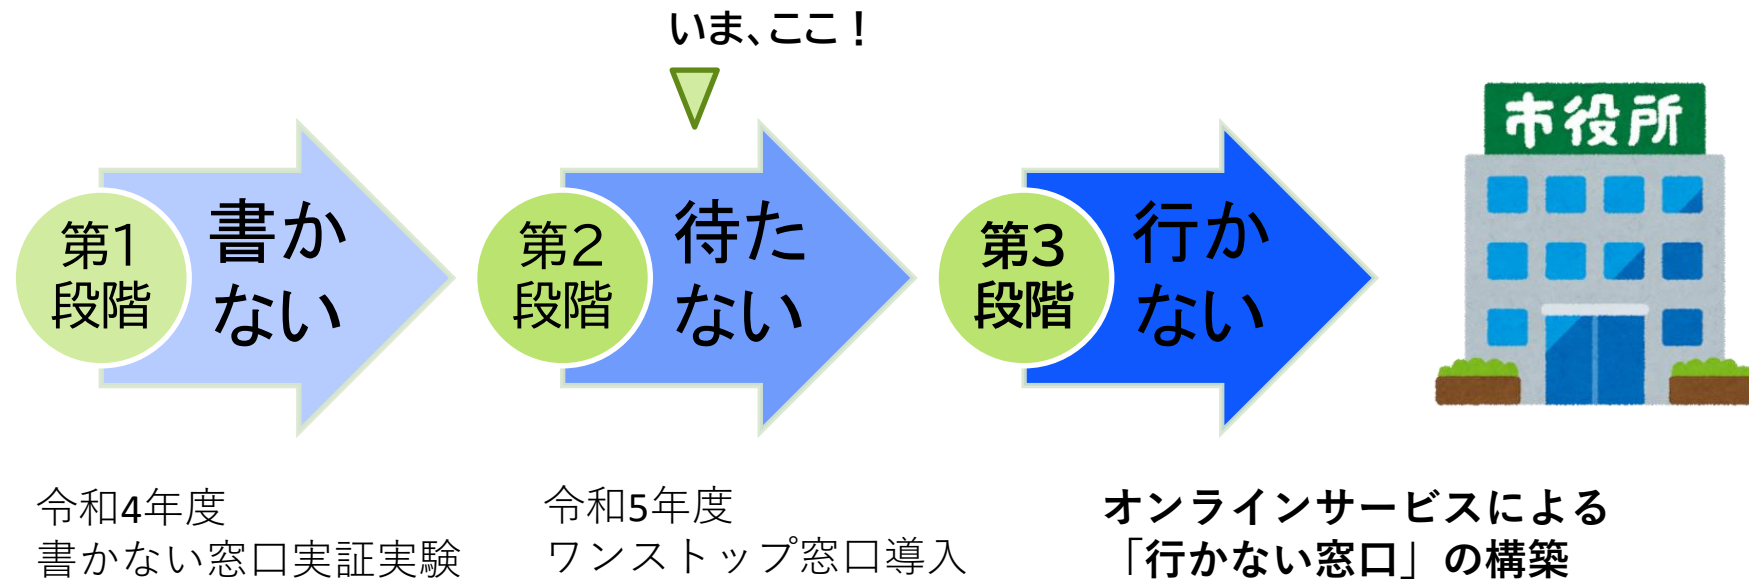 いま、ここ！
市役所
第1
段階
書か
ない
第2
段階
待た
ない
第3
段階
行か
ない
令和4年度
書かない窓口実証実験
令和5年度
ワンストップ窓口導入
オンラインサービスによる
「行かない窓口」の構築